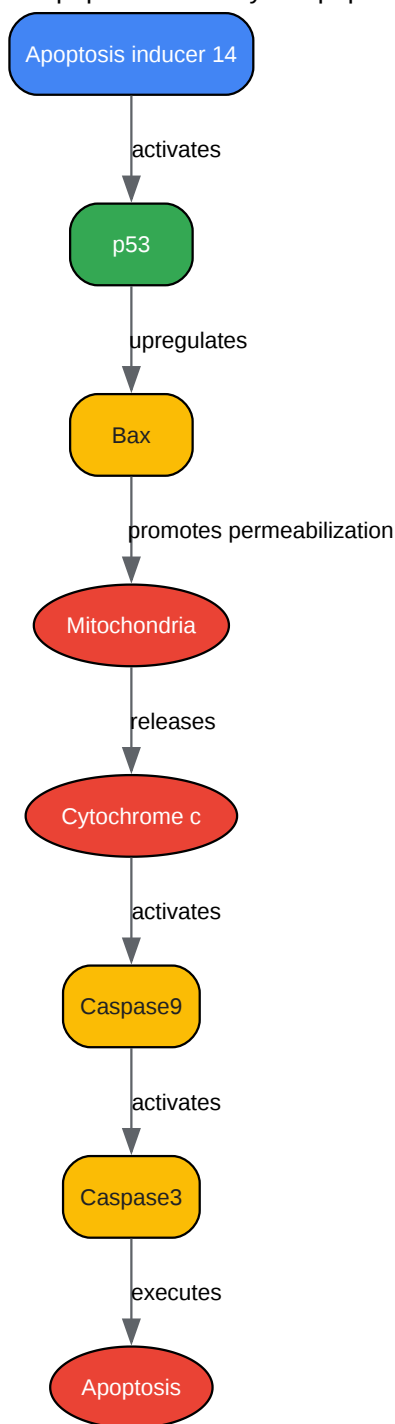 Apoptosis inducer 14
activates
p53
upregulates
Bax
promotes permeabilization
Mitochondria
releases
Cytochrome c
activates
Caspase9
activates
Caspase3
executes
Apoptosis